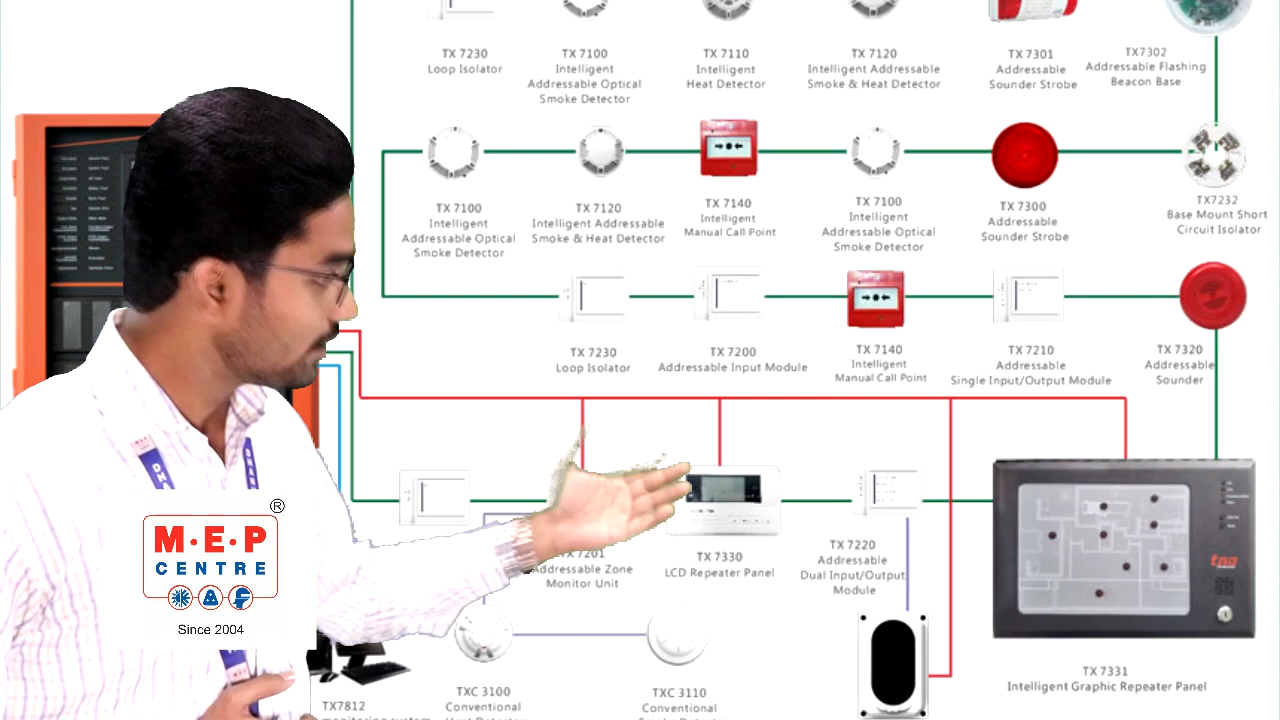 TX 7230
Loop Isolator
TX 7100
Intelligent
Addressable Optical
Smoke Detector
TX 7110
Intelligent
Heat Detector
TX 7120
Intelligent Addressable
Smoke & Heat Detector
TX 7301
Addressable
Sounder Strobe
TX7302
Addressable Flashing
Beacon Base
TX 7100
Intelligent
Addressable Optical
Smoke Detector
TX 7120
Intelligent Addressable
Smoke & Heat Detector
TX 7140
Intelligent
Manual Call Point
TX 7100
Intelligent
Addressable Optical
Smoke Detector
TX 7300
Addressable
Sounder Strobe
TX7232
Base Mount Short
Circuit Isolator
TX 7230
Loop Isolator
TX 7200
Addressable Input Module
TX 7140
Intelligent
Manual Call Point
TX 7210
Addressable
Single Input/Output Module
TX 7320
Addressable
Sounder
TX 7201
Addressable Zone
Monitor Unit
TX 7330
LCD Repeater Panel
TX 7220
Addressable
Dual Input/Output
Module
TX 7331
Intelligent Graphic Repeater Panel
TXC 3100
Conventional
Heat Detector
TXC 3110
Conventional
Smoke Detector
TX7812
monitoring system
®
M·E·P
CENTRE
Since 2004